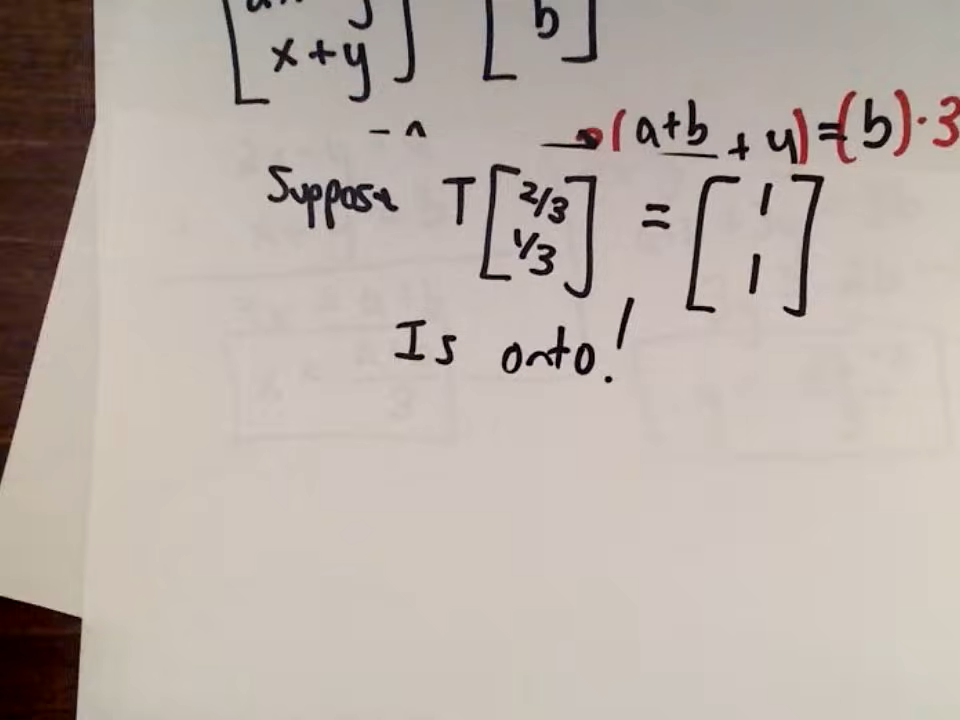 x+y b
(a+b + y) = (b)·3
Suppose T [2/3 = [1
1/3] 1]
Is onto!